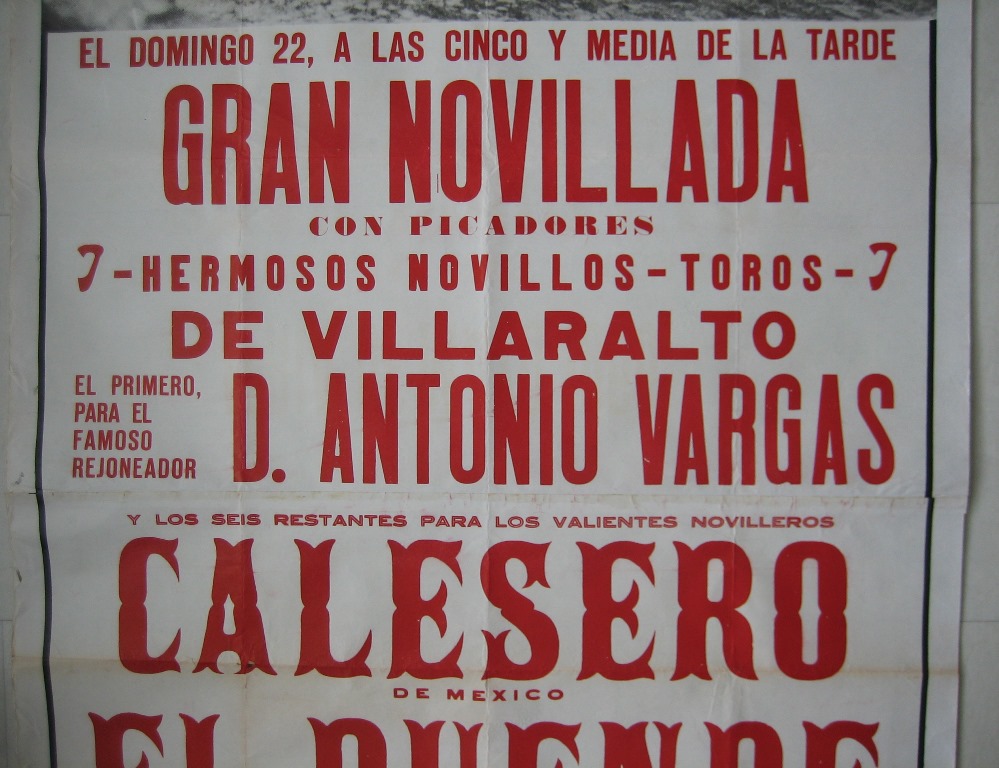 EL DOMINGO 22, A LAS CINCO Y MEDIA DE LA TARDE
GRAN NOVILLADA
CON PICADORES
7-HERMOSOS NOVILLOS-TOROS-7
DE VILLARALTO
EL PRIMERO,
PARA EL
FAMOSO
REJONEADOR
D. ANTONIO VARGAS
Y LOS SEIS RESTANTES PARA LOS VALIENTES NOVILLEROS
CALESERO
DE MEXICO
EL DUENDE